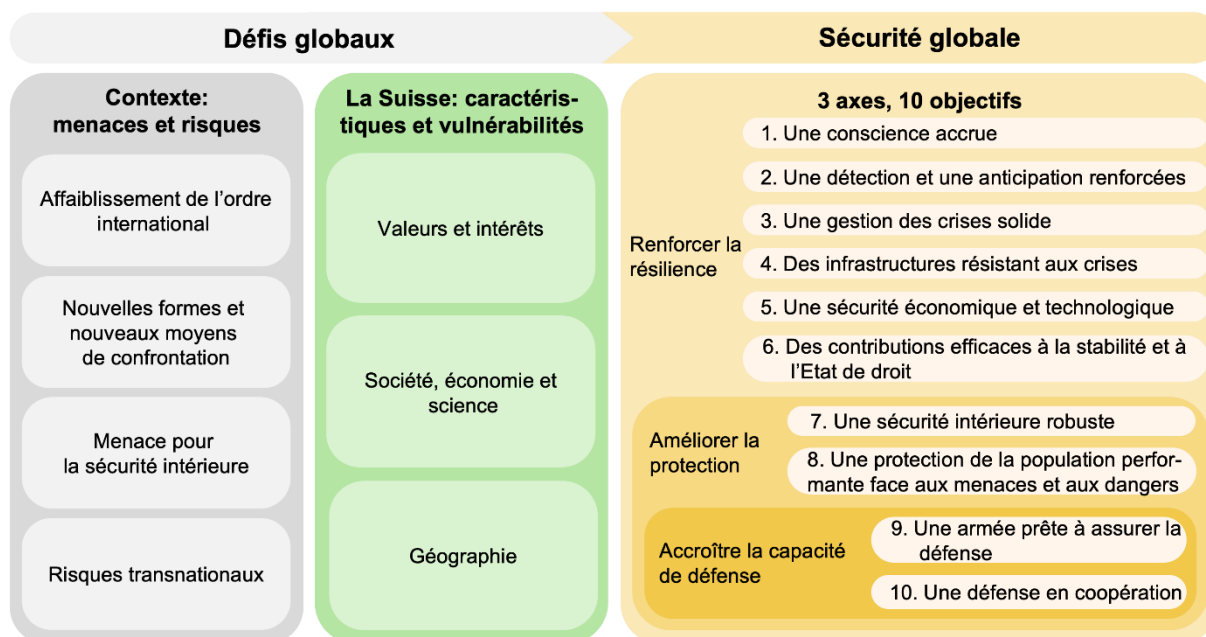 Défis globaux
Sécurité globale
Contexte:
menaces et risques
Affaiblissement de l’ordre
international
Nouvelles formes et
nouveaux moyens
de confrontation
Menace pour
la sécurité intérieure
Risques transnationaux
La Suisse: caractéris-
tiques et vulnérabilités
Valeurs et intérêts
Société, économie et
science
Géographie
3 axes, 10 objectifs
Renforcer la
résilience
1. Une conscience accrue
2. Une détection et une anticipation renforcées
3. Une gestion des crises solide
4. Des infrastructures résistant aux crises
5. Une sécurité économique et technologique
6. Des contributions efficaces à la stabilité et à
l’Etat de droit
Améliorer la
protection
7. Une sécurité intérieure robuste
8. Une protection de la population perfor-
mante face aux menaces et aux dangers
Accroître la capacité
de défense
9. Une armée prête à assurer la
défense
10. Une défense en coopération